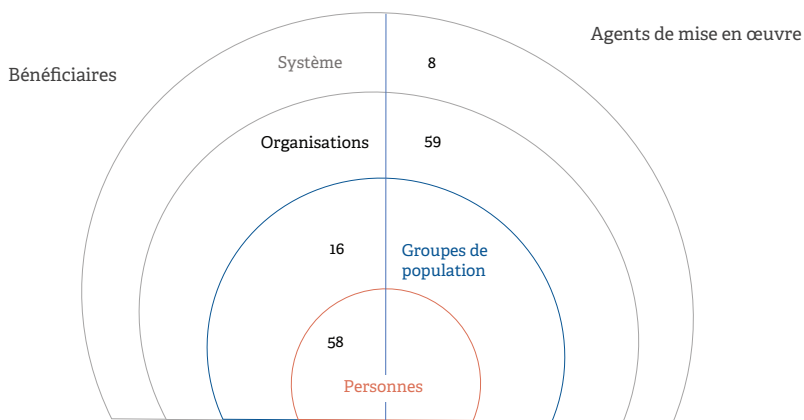 Agents de mise en œuvre
Bénéficiaires
Système 8
Organisations 59
16 Groupes de
population
58
Personnes